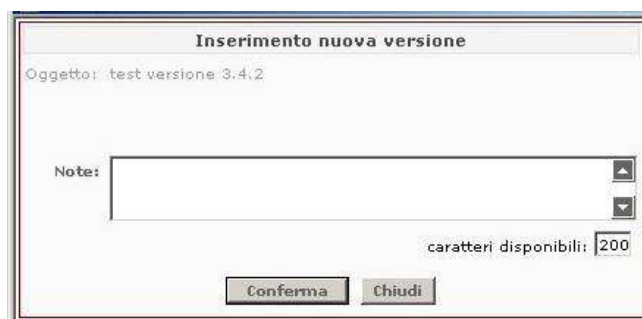 Inserimento nuova versione
Oggetto: test versione 3.4.2
Note:
caratteri disponibili: 200
Conferma Chiudi